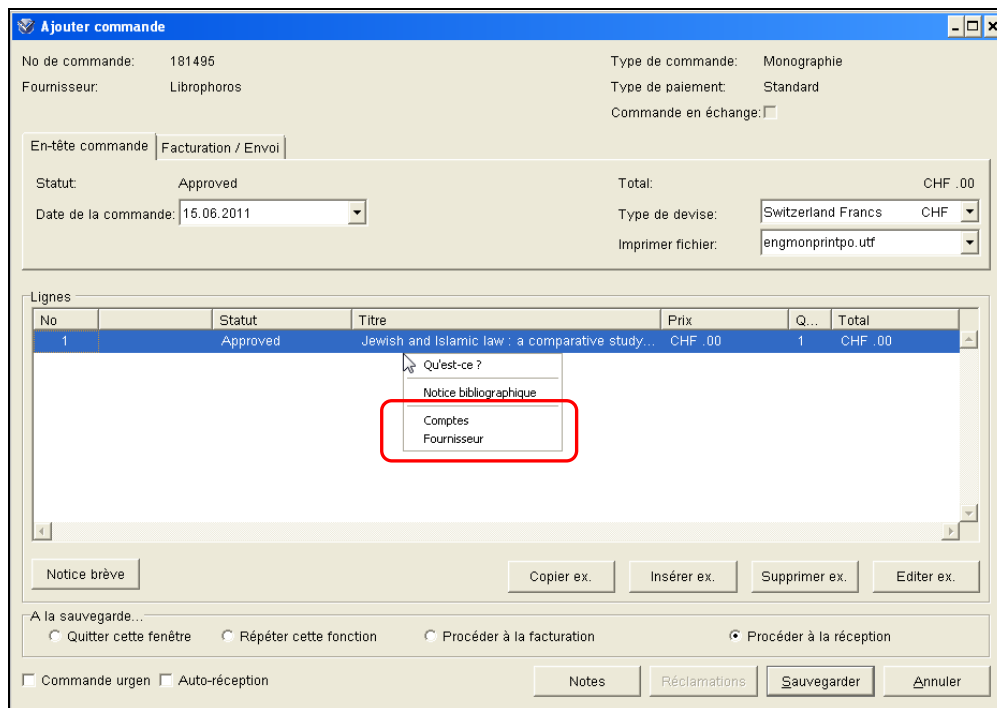 Ajouter commande
No de commande: 181495 Type de commande: Monographie
Fournisseur: Librophoros Type de paiement: Standard
Commande en échange:
En-tête commande Facturation / Envoi
Statut: Approved Total: CHF .00
Date de la commande: 15.06.2011 Type de devise: Switzerland Francs CHF
Imprimer fichier: engmonprintpo.utf
Lignes
No Statut Titre Prix Q... Total
1 Approved Jewish and Islamic law : a comparative study... CHF .00 1 CHF .00
Qu'est-ce ?
Notice bibliographique
Comptes
Fournisseur
Notice brève Copier ex. Insérer ex. Supprimer ex. Editer ex.
A la sauvegarde...
Quitter cette fenêtre Répéter cette fonction Procéder à la facturation Procéder à la réception
Commande urgen Auto-réception Notes Réclamations Sauvegarder Annuler